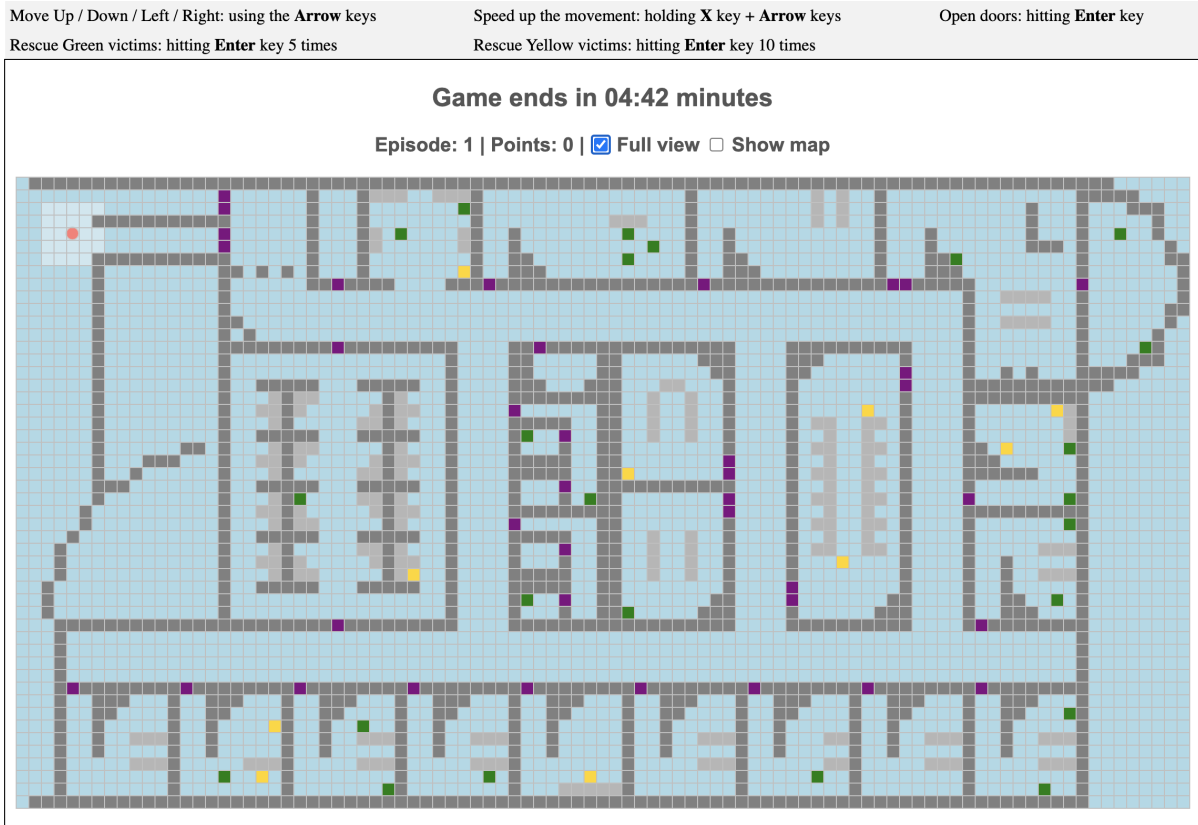 Move Up / Down / Left / Right: using the Arrow keys
Speed up the movement: holding X key + Arrow keys
Open doors: hitting Enter key
Rescue Green victims: hitting Enter key 5 times
Rescue Yellow victims: hitting Enter key 10 times
Game ends in 04:42 minutes
Episode: 1 | Points: 0 | Full view Show map